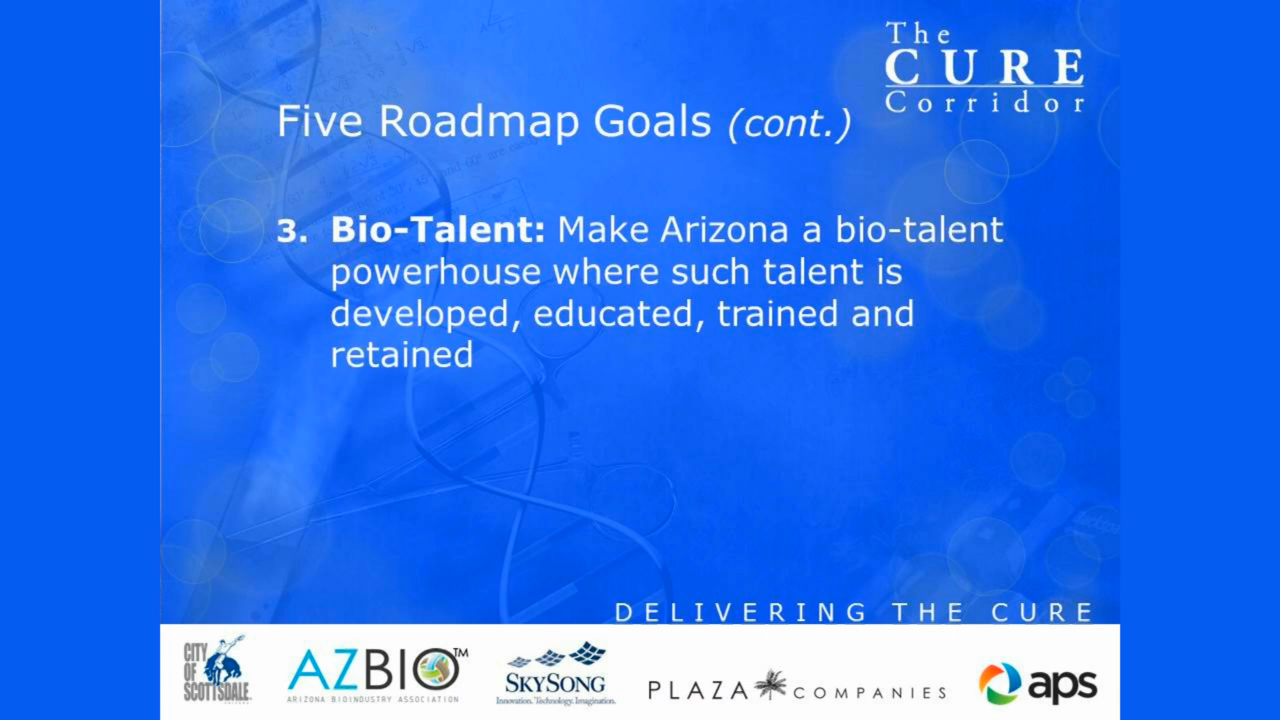 The
CURE
Corridor
Five Roadmap Goals (cont.)
3. Bio-Talent: Make Arizona a bio-talent
powerhouse where such talent is
developed, educated, trained and
retained
DELIVERING THE CURE
CITY
OF
SCOTTSDALE
ARIZONA
AZBIO™
ARIZONA BIOINDUSTRY ASSOCIATION
SKYSONG
Innovation. Technology. Imagination.
PLAZA COMPANIES
aps